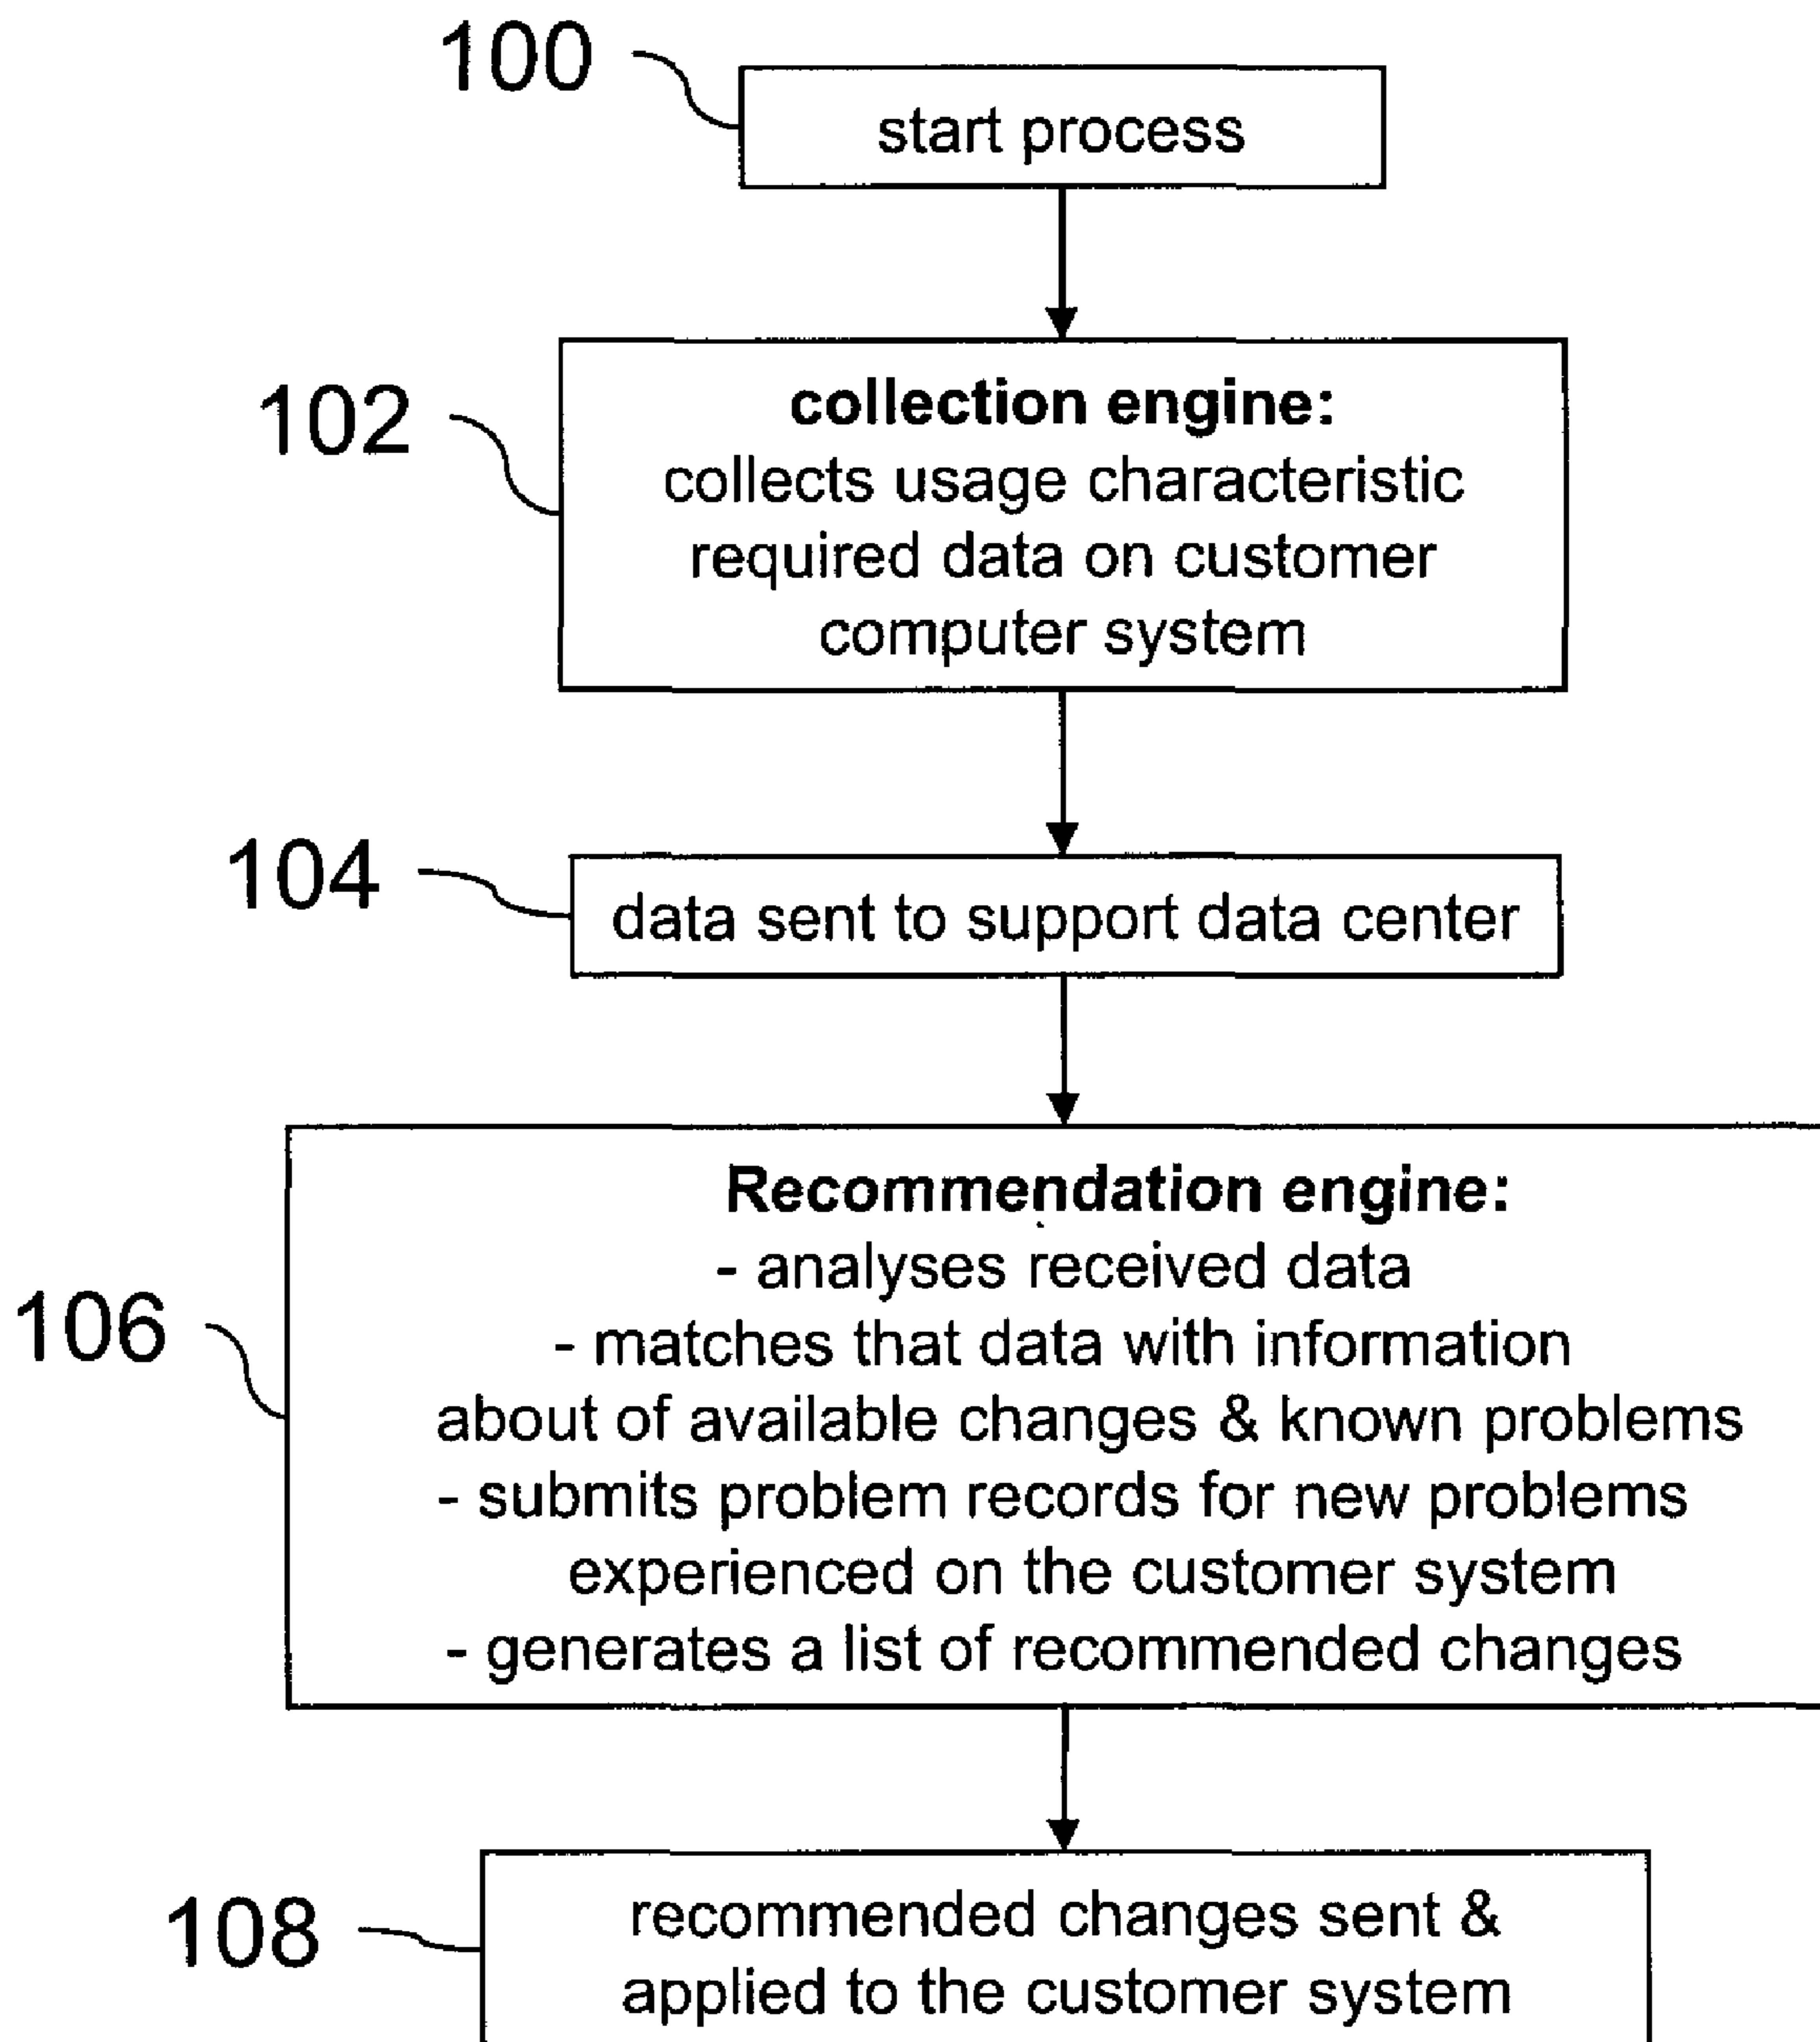 100
start process
102
collection engine:
collects usage characteristic
required data on customer
computer system
104
data sent to support data center
106
Recommendation engine:
- analyses received data
- matches that data with information
about of available changes & known problems
- submits problem records for new problems
experienced on the customer system
- generates a list of recommended changes
108
recommended changes sent &
applied to the customer system